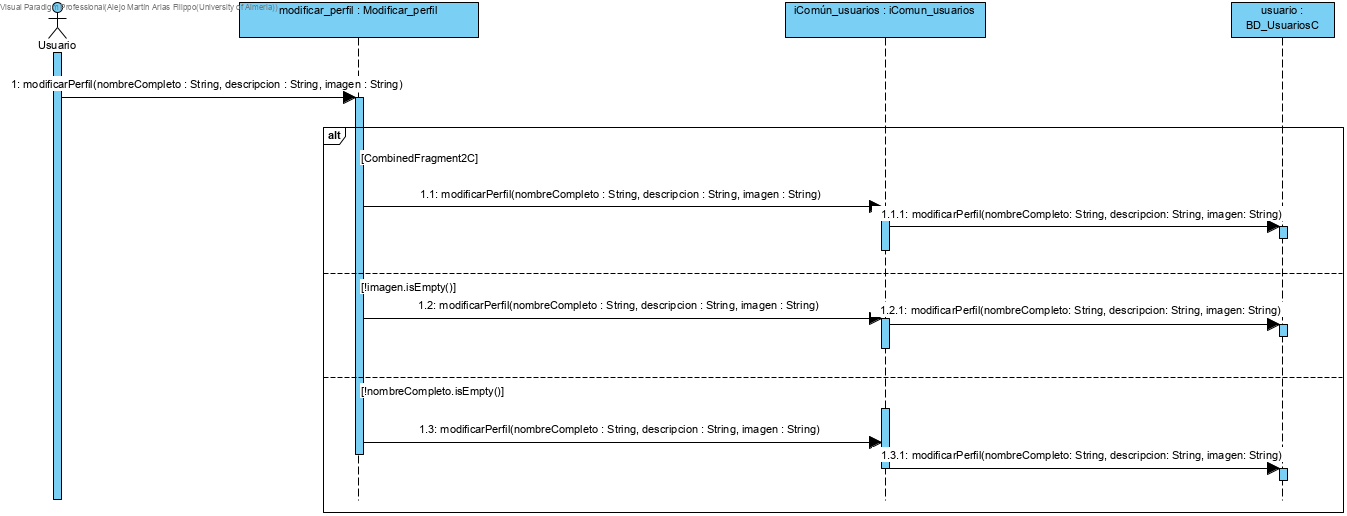 Visual Paradigm Professional(Alejo Martin Arias Filippo(University of Almeria))
modificar_perfil : Modificar_perfil
iComún_usuarios : iComun_usuarios
usuario :
BD_UsuariosC
Usuario
1: modificarPerfil(nombreCompleto : String, descripcion : String, imagen : String)
alt
[CombinedFragment2C]
1.1: modificarPerfil(nombreCompleto : String, descripcion : String, imagen : String)
1.1.1: modificarPerfil(nombreCompleto: String, descripcion: String, imagen: String)
[!imagen.isEmpty()]
1.2: modificarPerfil(nombreCompleto : String, descripcion : String, imagen : String)
1.2.1: modificarPerfil(nombreCompleto: String, descripcion: String, imagen: String)
[!nombreCompleto.isEmpty()]
1.3: modificarPerfil(nombreCompleto : String, descripcion : String, imagen : String)
1.3.1: modificarPerfil(nombreCompleto: String, descripcion: String, imagen: String)